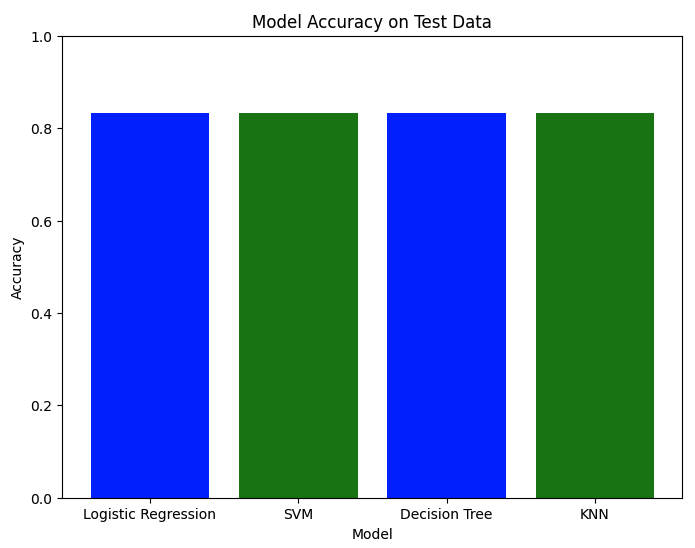 Model Accuracy on Test Data
1.0
0.8
0.6
0.4
0.2
0.0
Accuracy
Logistic Regression SVM Decision Tree KNN
Model